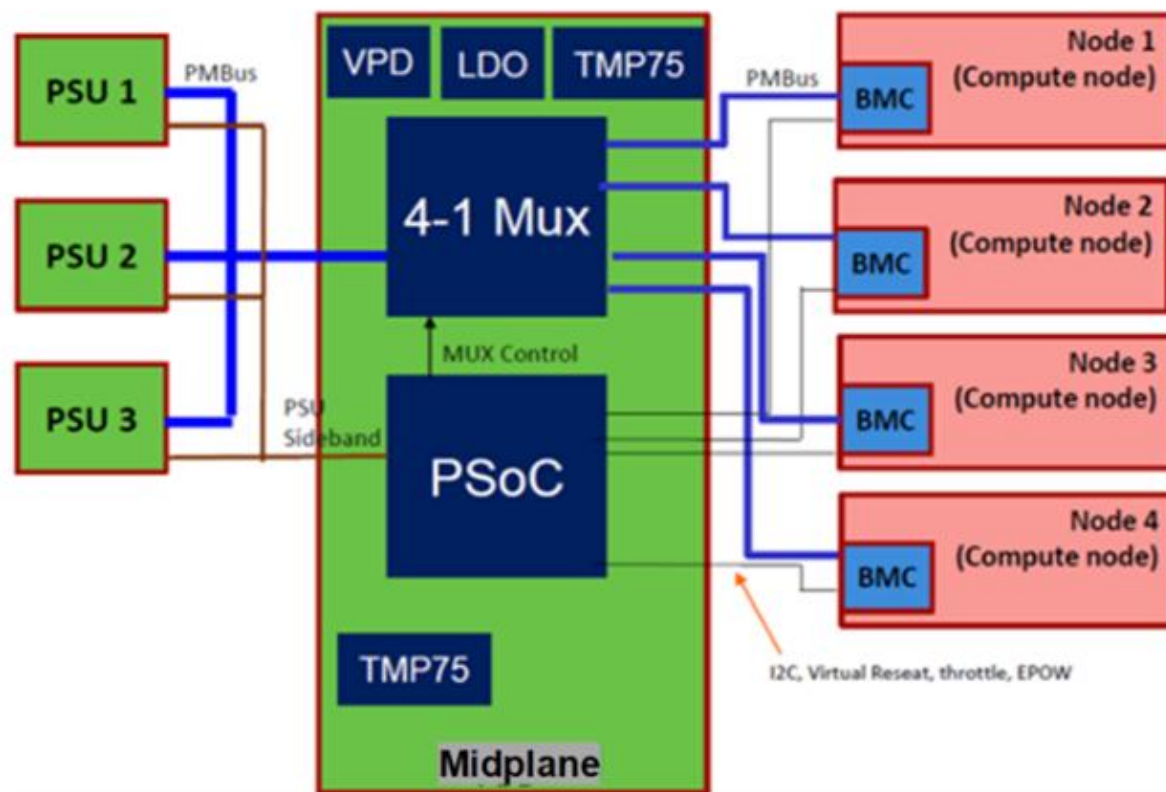 PSU 1
PMBus
PSU 2
PSU 3
PSU
Sideband
VPD
LDO
TMP75
4-1 Mux
MUX Control
PSoC
TMP75
Midplane
PMBus
Node 1
(Compute node)
BMC
Node 2
(Compute node)
BMC
Node 3
(Compute node)
BMC
Node 4
(Compute node)
BMC
I2C, Virtual Reseat, throttle, EPOW